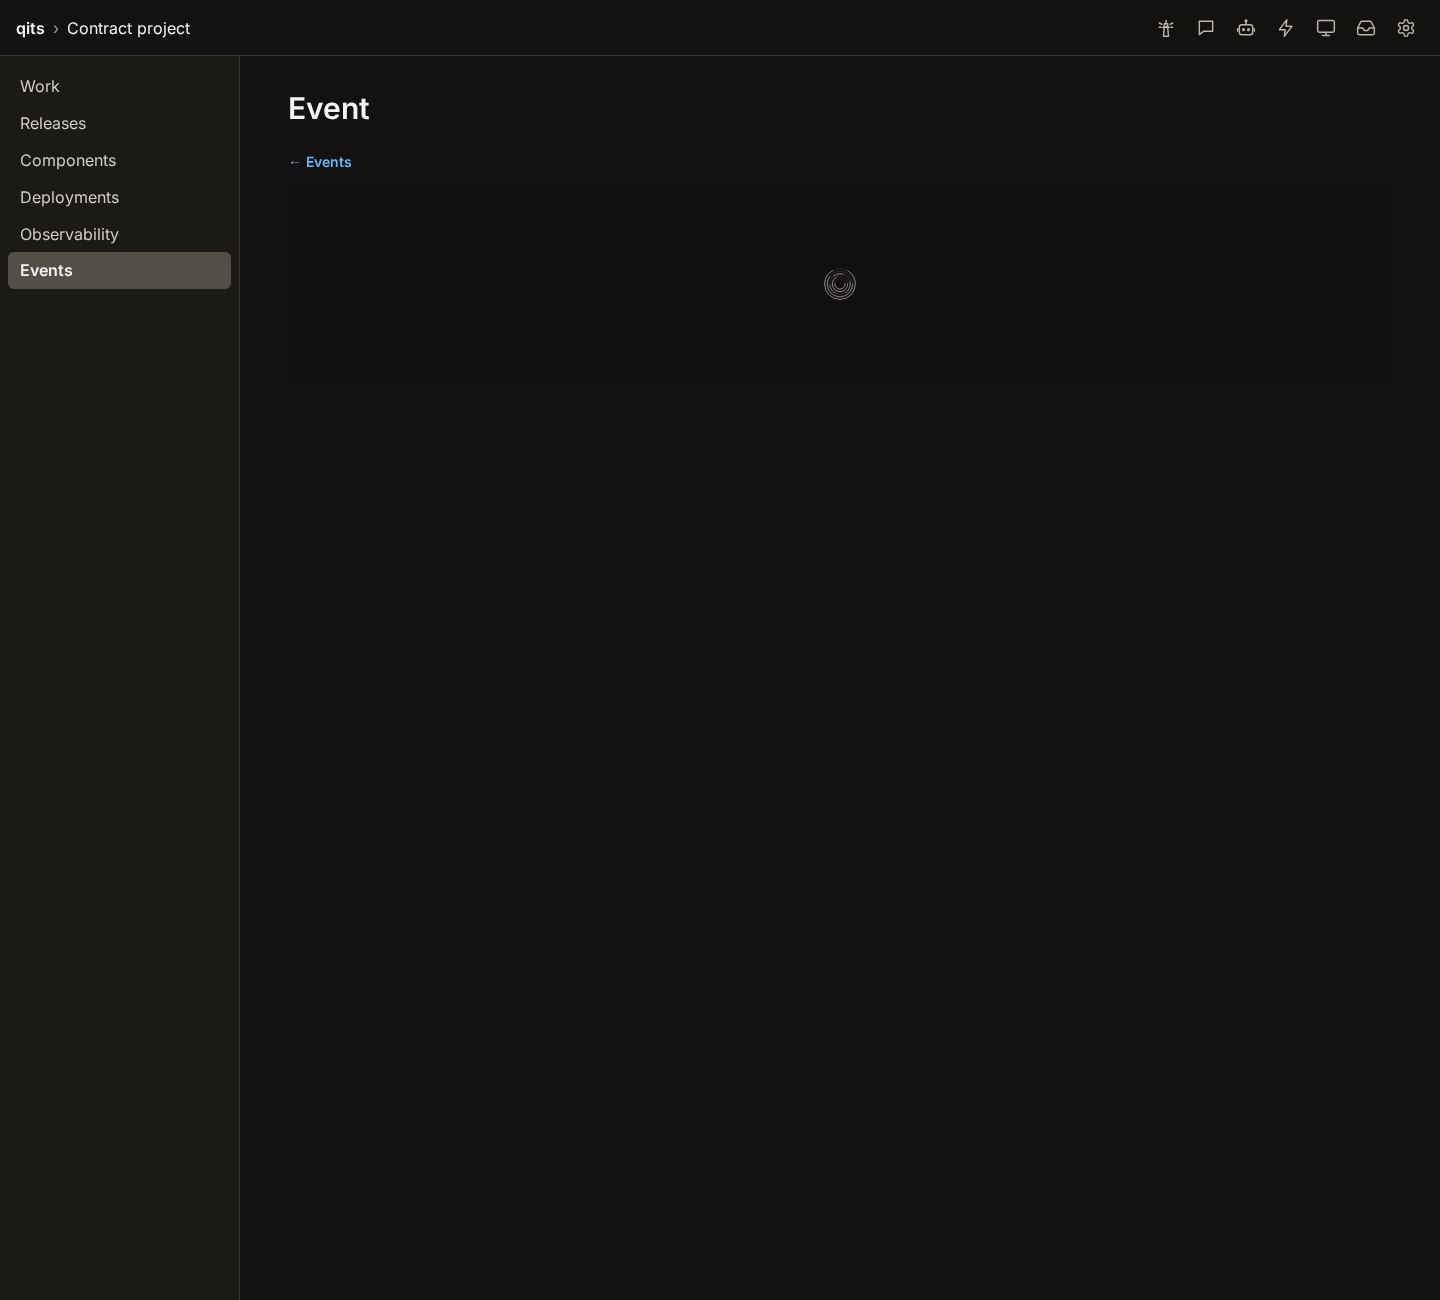 qits › Contract project
Work
Releases
Components
Deployments
Observability
Events
Event
← Events